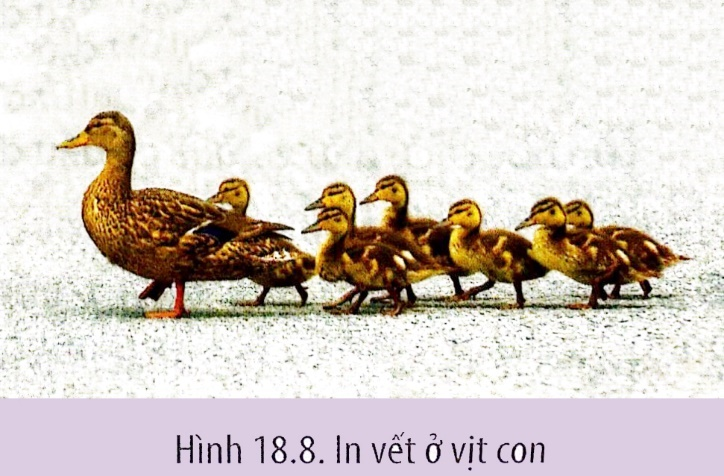 Hình 18.8. In vết ở vịt con